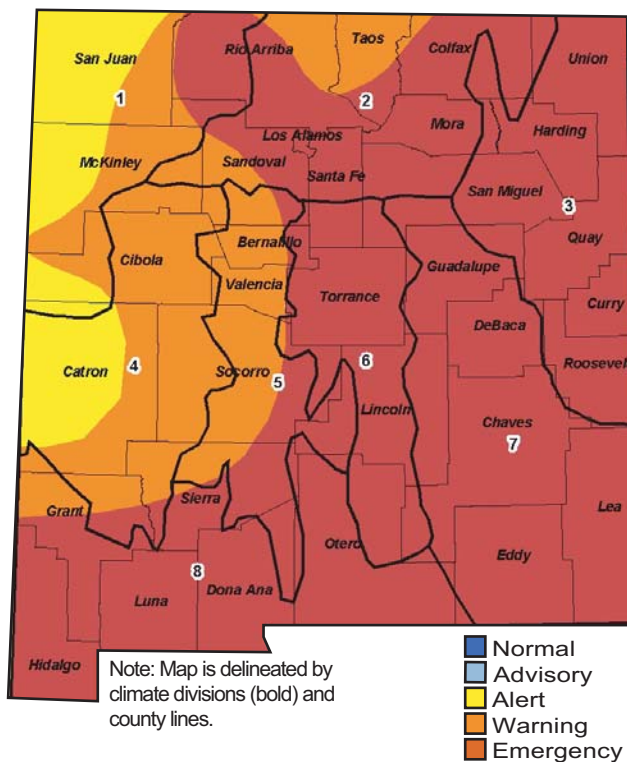 San Juan
Rio Arriba
Taos
Colfax
Union
1
2
Los Alamos
Mora
Harding
McKinley
Sandoval
Santa Fe
San Miguel
3
Cibola
Bernalillo
Quay
Guadalupe
Valencia
Torrance
Curry
DeBaca
Catron
4
Socorro
5
6
Roosevel
Lincoln
Chaves
7
Grant
Sierra
Lea
Otero
Eddy
8
Luna
Dona Ana
Hidalgo
Note: Map is delineated by
climate divisions (bold) and
county lines.
Normal
Advisory
Alert
Warning
Emergency